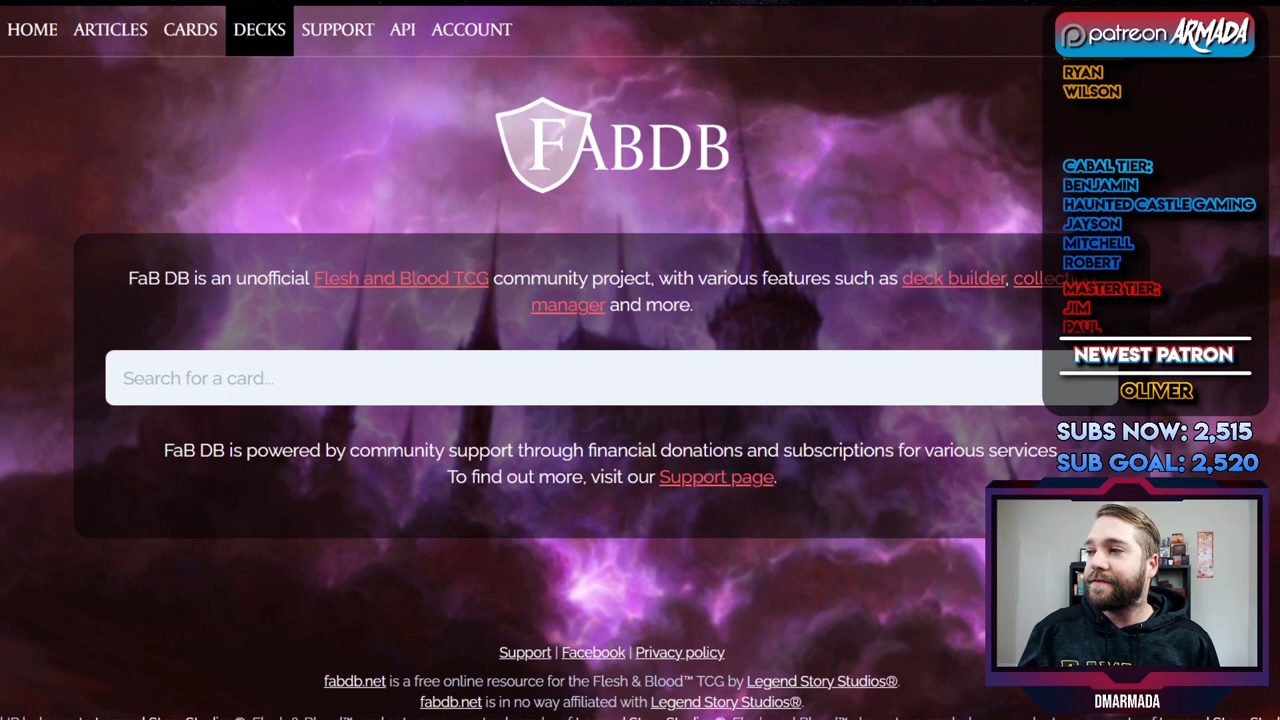 HOME ARTICLES CARDS DECKS SUPPORT API ACCOUNT
patreon ARMADA
RYAN
WILSON
FABDB
CABAL TIER:
BENJAMIN
HAUNTED CASTLE GAMING
JAYSON
MITCHELL
ROBERT
MASTER TIER:
JIM
PAUL
FaB DB is an unofficial Flesh and Blood TCG community project, with various features such as deck builder, collect
manager and more.
NEWEST PATRON
OLIVER
Search for a card...
SUBS NOW: 2,515
SUB GOAL: 2,520
FaB DB is powered by community support through financial donations and subscriptions for various services
To find out more, visit our Support page.
Support | Facebook | Privacy policy
fabdb.net is a free online resource for the Flesh & Blood™ TCG by Legend Story Studios®.
fabdb.net is in no way affiliated with Legend Story Studios®.
DMARMADA